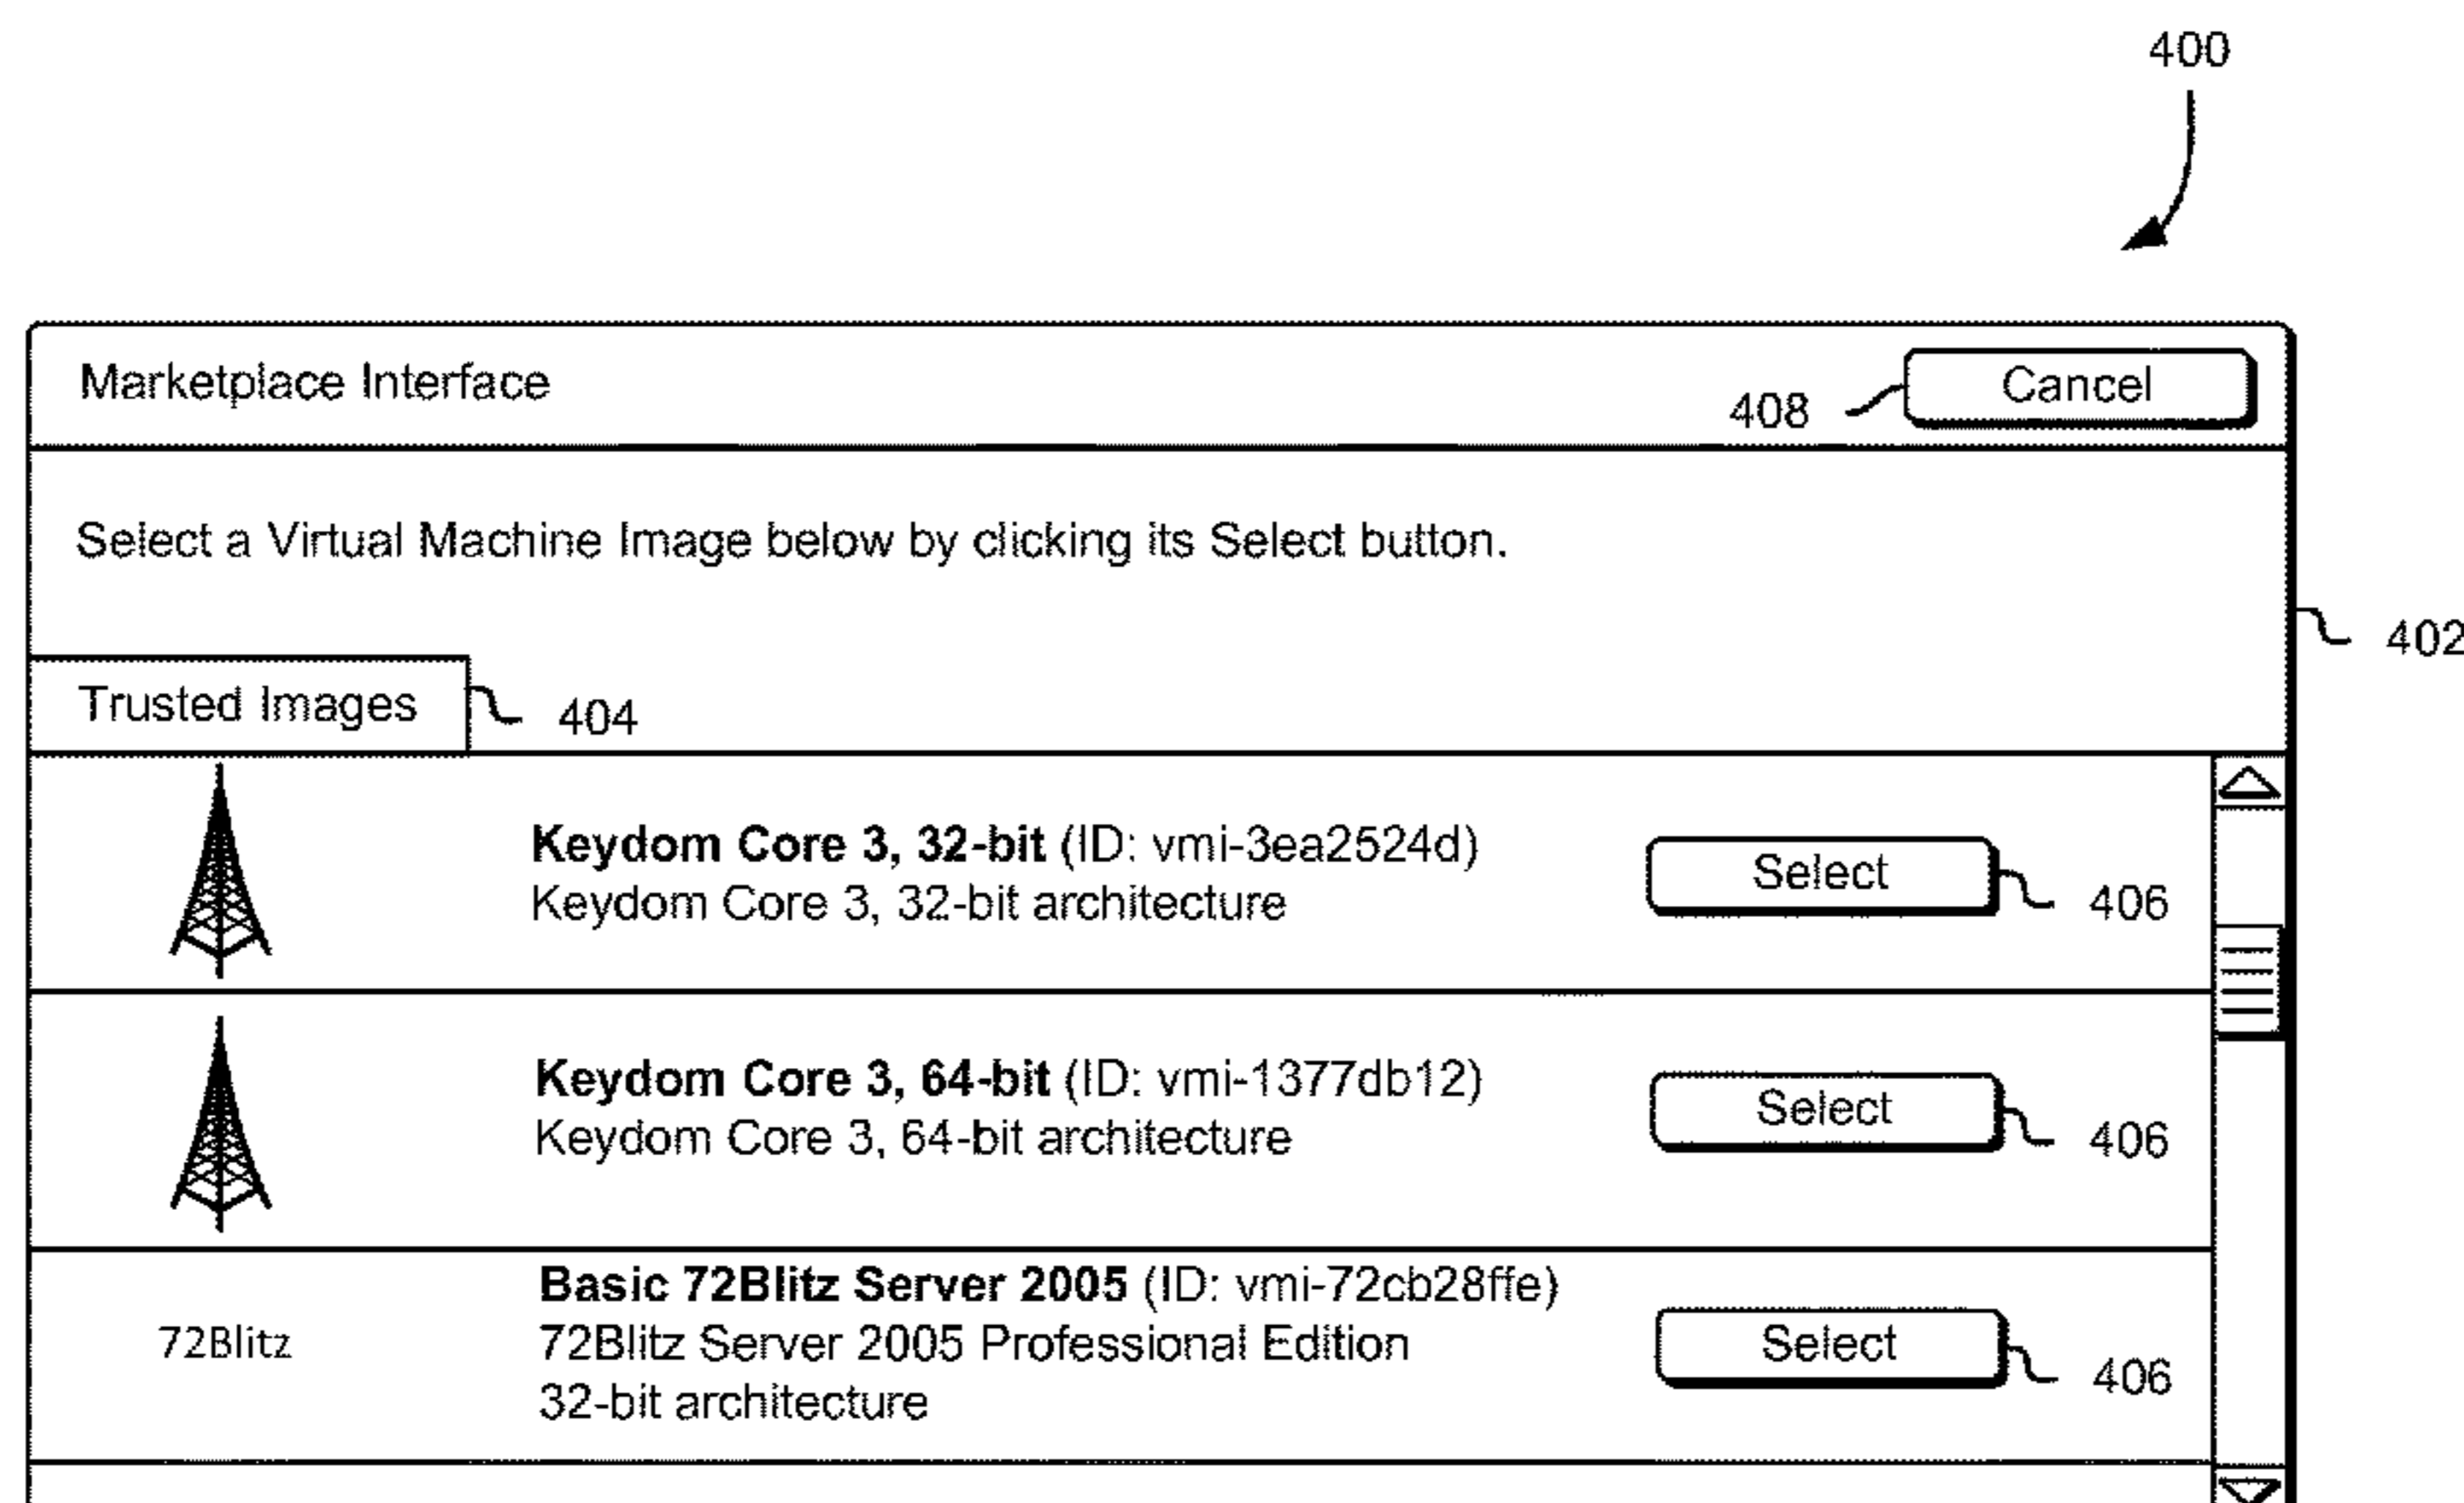 400
Marketplace Interface
408
Cancel
Select a Virtual Machine Image below by clicking its Select button.
402
Trusted Images
404
Keydom Core 3, 32-bit (ID: vmi-3ea2524d)
Keydom Core 3, 32-bit architecture
Select
406
Keydom Core 3, 64-bit (ID: vmi-1377db12)
Keydom Core 3, 64-bit architecture
Select
406
72Blitz
Basic 72Blitz Server 2005 (ID: vmi-72cb28ffe)
72Blitz Server 2005 Professional Edition
32-bit architecture
Select
406